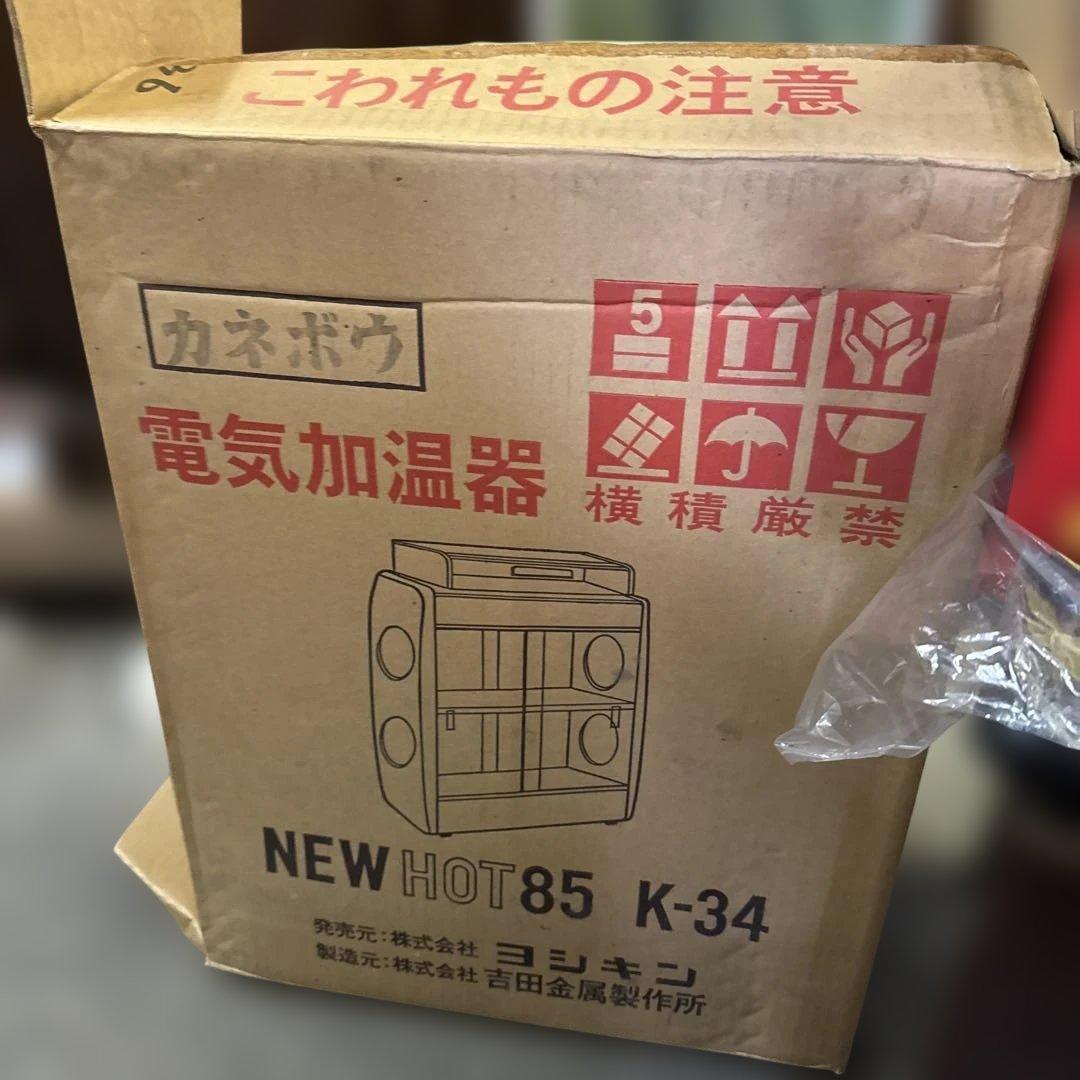 こわれもの注意
カネボウ
5
電気加温器
横積厳禁
NEW HOT 85 K-34
発売元:株式会社 ヨシキン
製造元:株式会社 吉田金属製作所